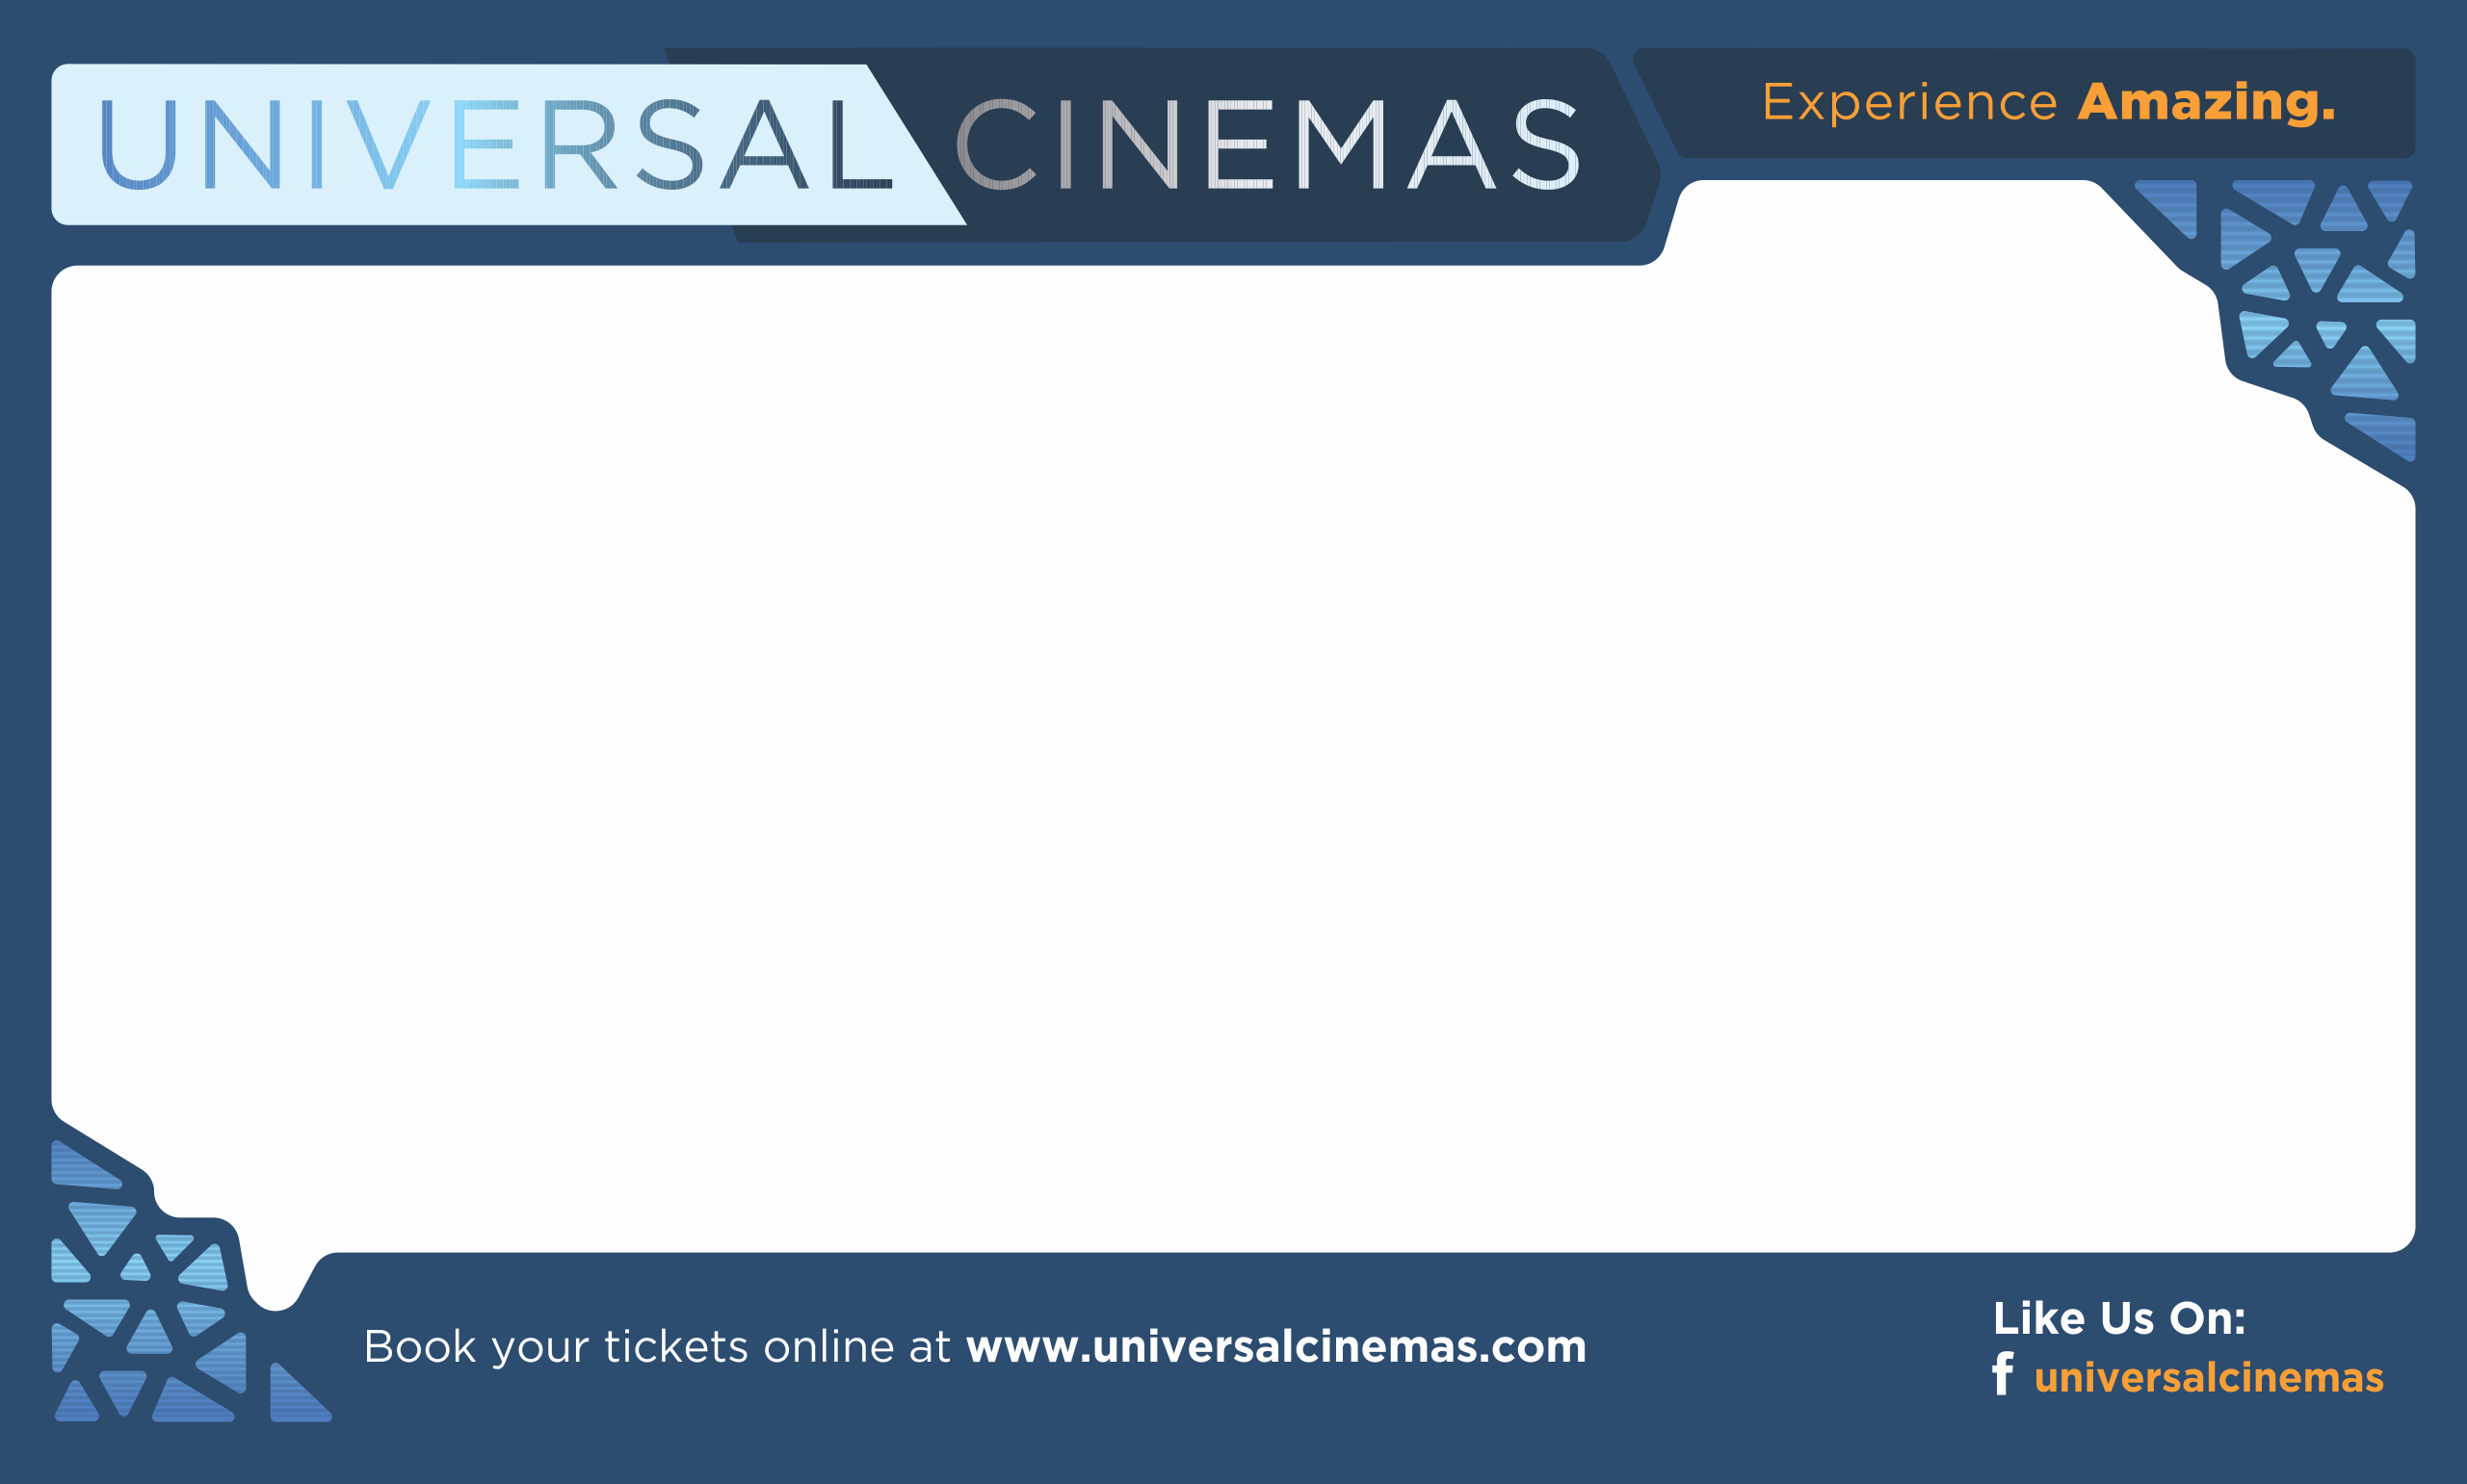 UNIVERSAL CINEMAS
Experience Amazing.
Book your tickets online at www.universalcinemas.com
Like Us On:
universalcinemas